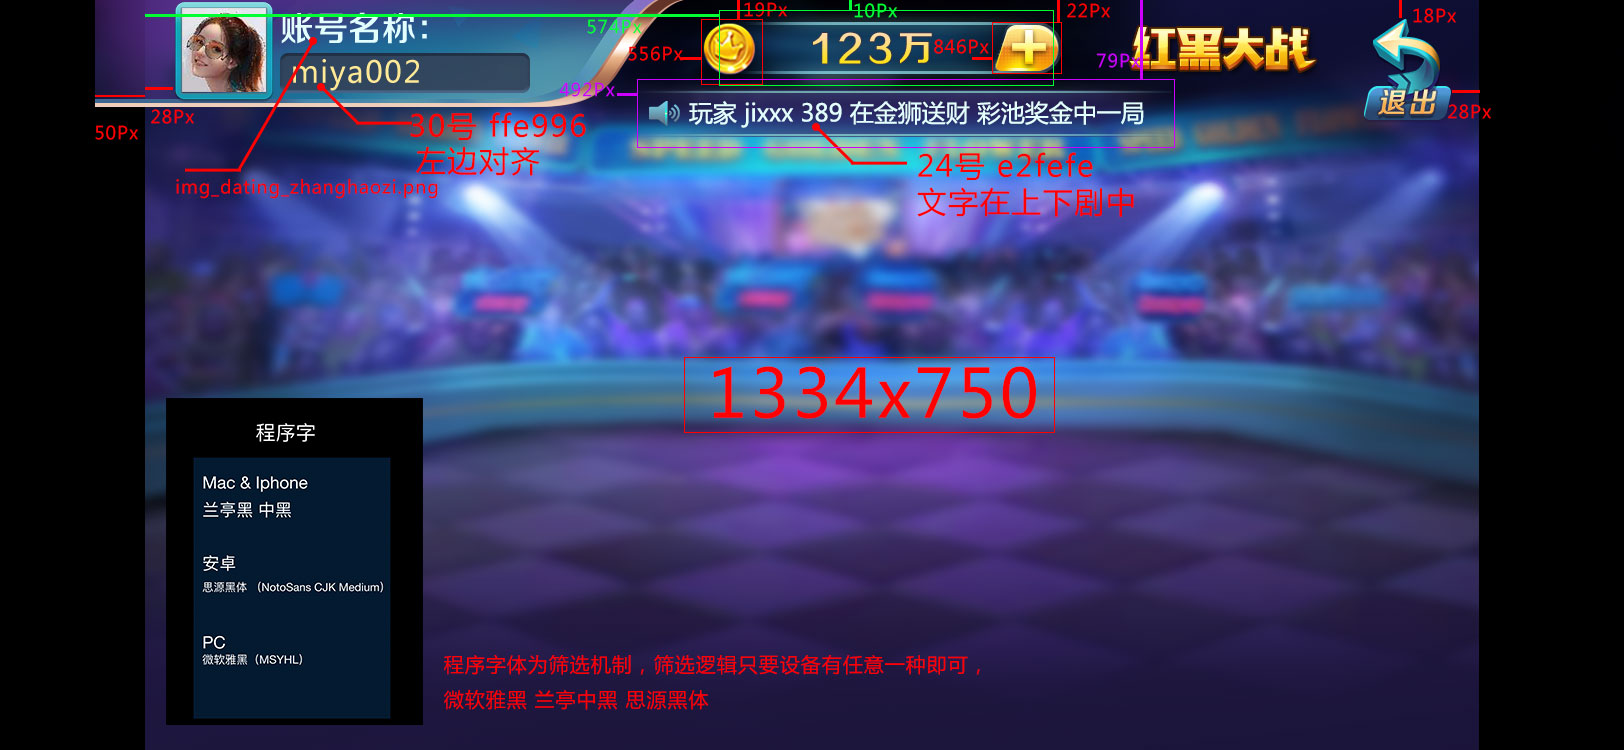 账号名称:
miya002
574Px
19Px
10Px
22Px
18Px
556Px
123万
846Px
79P
红黑大战
退出
28Px
492Px
50Px
28Px
玩家 jixxx 389 在金狮送财 彩池奖金中一局
30号 ffe996
左边对齐
24号 e2fefe
文字在上下剧中
img_dating_zhanghaozi.png
1334x750
程序字
Mac & Iphone
兰亭黑 中黑
安卓
思源黑体 （NotoSans CJK Medium）
PC
微软雅黑（MSYHL）
程序字体为筛选机制，筛选逻辑只要设备有任意一种即可，
微软雅黑 兰亭中黑 思源黑体